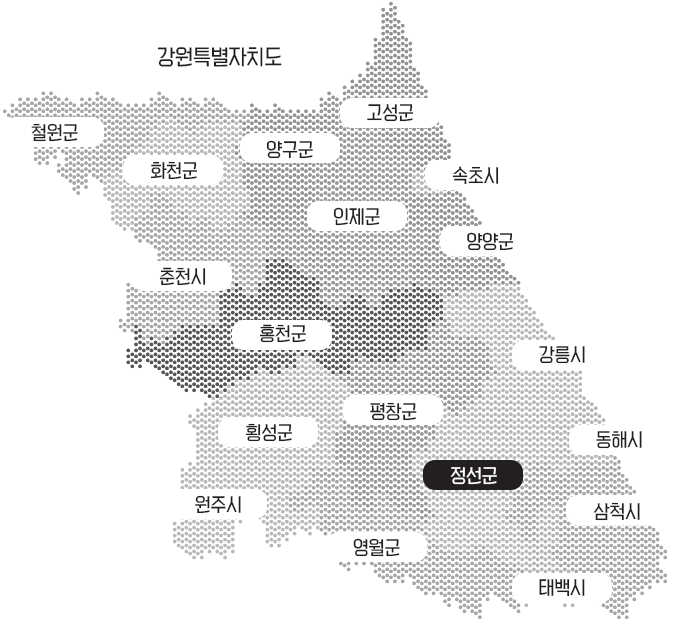 강원특별자치도
고성군
철원군
양구군
화천군
속초시
인제군
양양군
춘천시
홍천군
강릉시
평창군
횡성군
동해시
정선군
원주시
삼척시
영월군
태백시